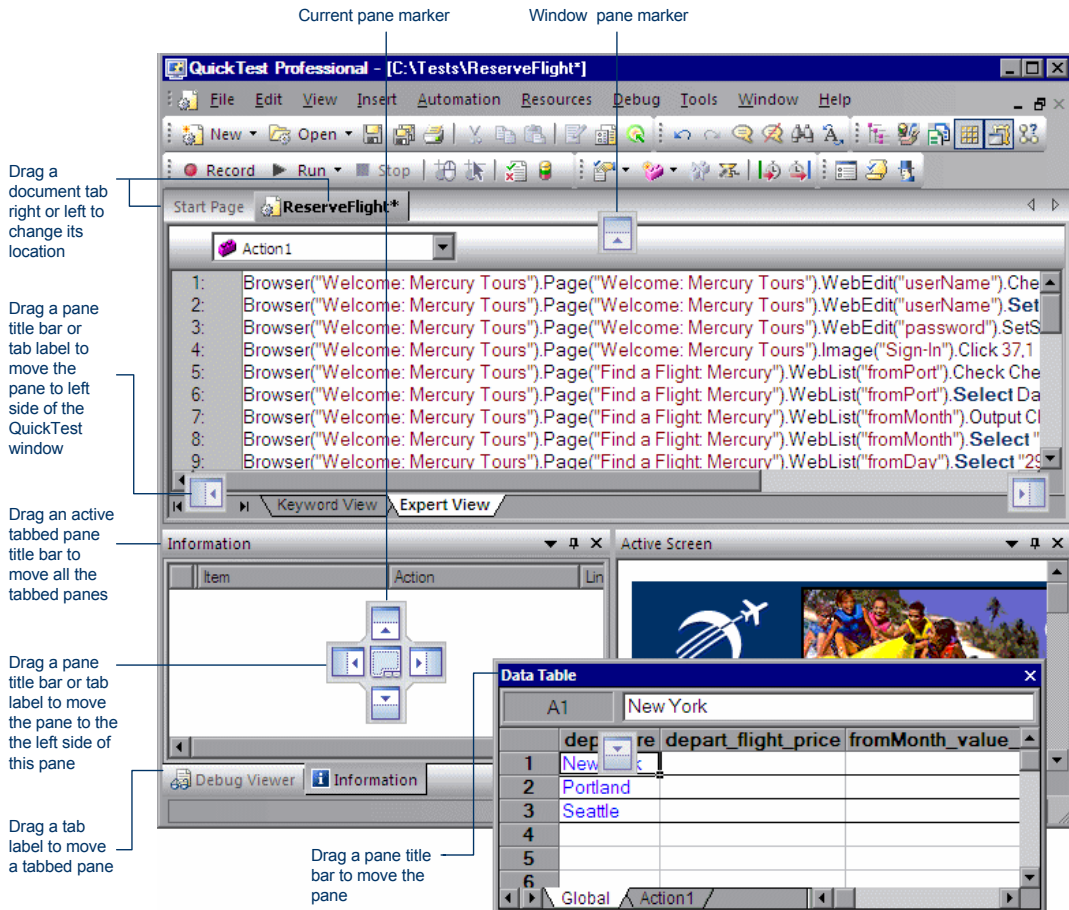 Current pane marker
Window pane marker
QuickTest Professional - [C:\Tests\ReserveFlight*]
File Edit View Insert Automation Resources Debug Tools Window Help
New Open
Record Run Stop
Drag a
document tab
right or left to
change its
location
Start Page ReserveFlight*
Action1
1: Browser("Welcome: Mercury Tours").Page("Welcome: Mercury Tours").WebEdit("userName").Che
2: Browser("Welcome: Mercury Tours").Page("Welcome: Mercury Tours").WebEdit("userName").Set
3: Browser("Welcome: Mercury Tours").Page("Welcome: Mercury Tours").WebEdit("password").SetS
4: Browser("Welcome: Mercury Tours").Page("Welcome: Mercury Tours").Image("Sign-In").Click 37,1
5: Browser("Welcome: Mercury Tours").Page("Find a Flight: Mercury").WebList("fromPort").Check Che
6: Browser("Welcome: Mercury Tours").Page("Find a Flight: Mercury").WebList("fromPort").Select Da
7: Browser("Welcome: Mercury Tours").Page("Find a Flight: Mercury").WebList("fromMonth").Output C
8: Browser("Welcome: Mercury Tours").Page("Find a Flight: Mercury").WebList("fromMonth").Select "
9: Browser("Welcome: Mercury Tours").Page("Find a Flight: Mercury").WebList("fromDay").Select "29
Drag a pane
title bar or
tab label to
move the
pane to left
side of the
QuickTest
window
Keyword View Expert View
Drag an active
tabbed pane
title bar to
move all the
tabbed panes
Information
Item Action Lin
Active Screen
Drag a pane
title bar or tab
label to move
the pane to the
the left side of
this pane
Debug Viewer Information
Drag a tab
label to move
a tabbed pane
Drag a pane title
bar to move the
pane
Data Table
A1 New York
depart_flight_price fromMonth_value_
1 New
2 Portland
3 Seattle
4
5
6
Global Action1